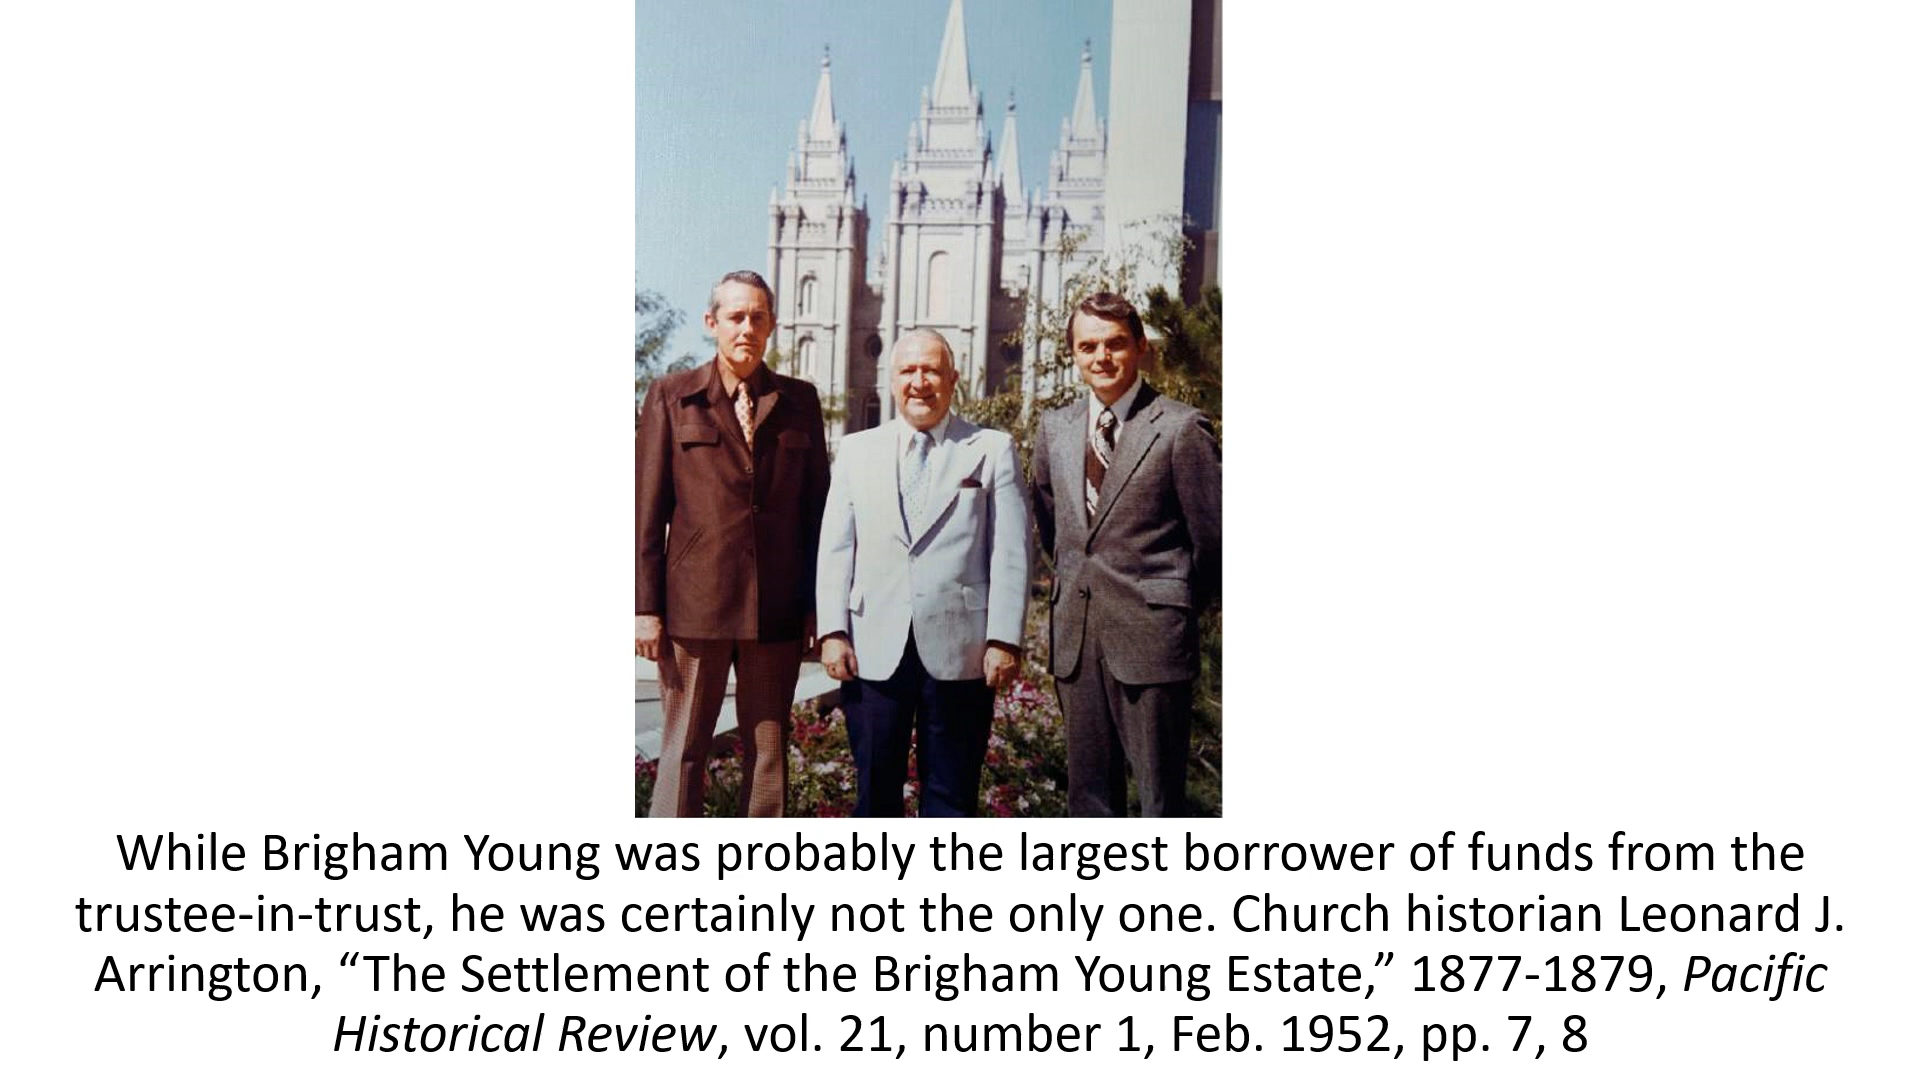 While Brigham Young was probably the largest borrower of funds from the
trustee-in-trust, he was certainly not the only one. Church historian Leonard J.
Arrington, “The Settlement of the Brigham Young Estate,” 1877-1879, Pacific
Historical Review, vol. 21, number 1, Feb. 1952, pp. 7, 8